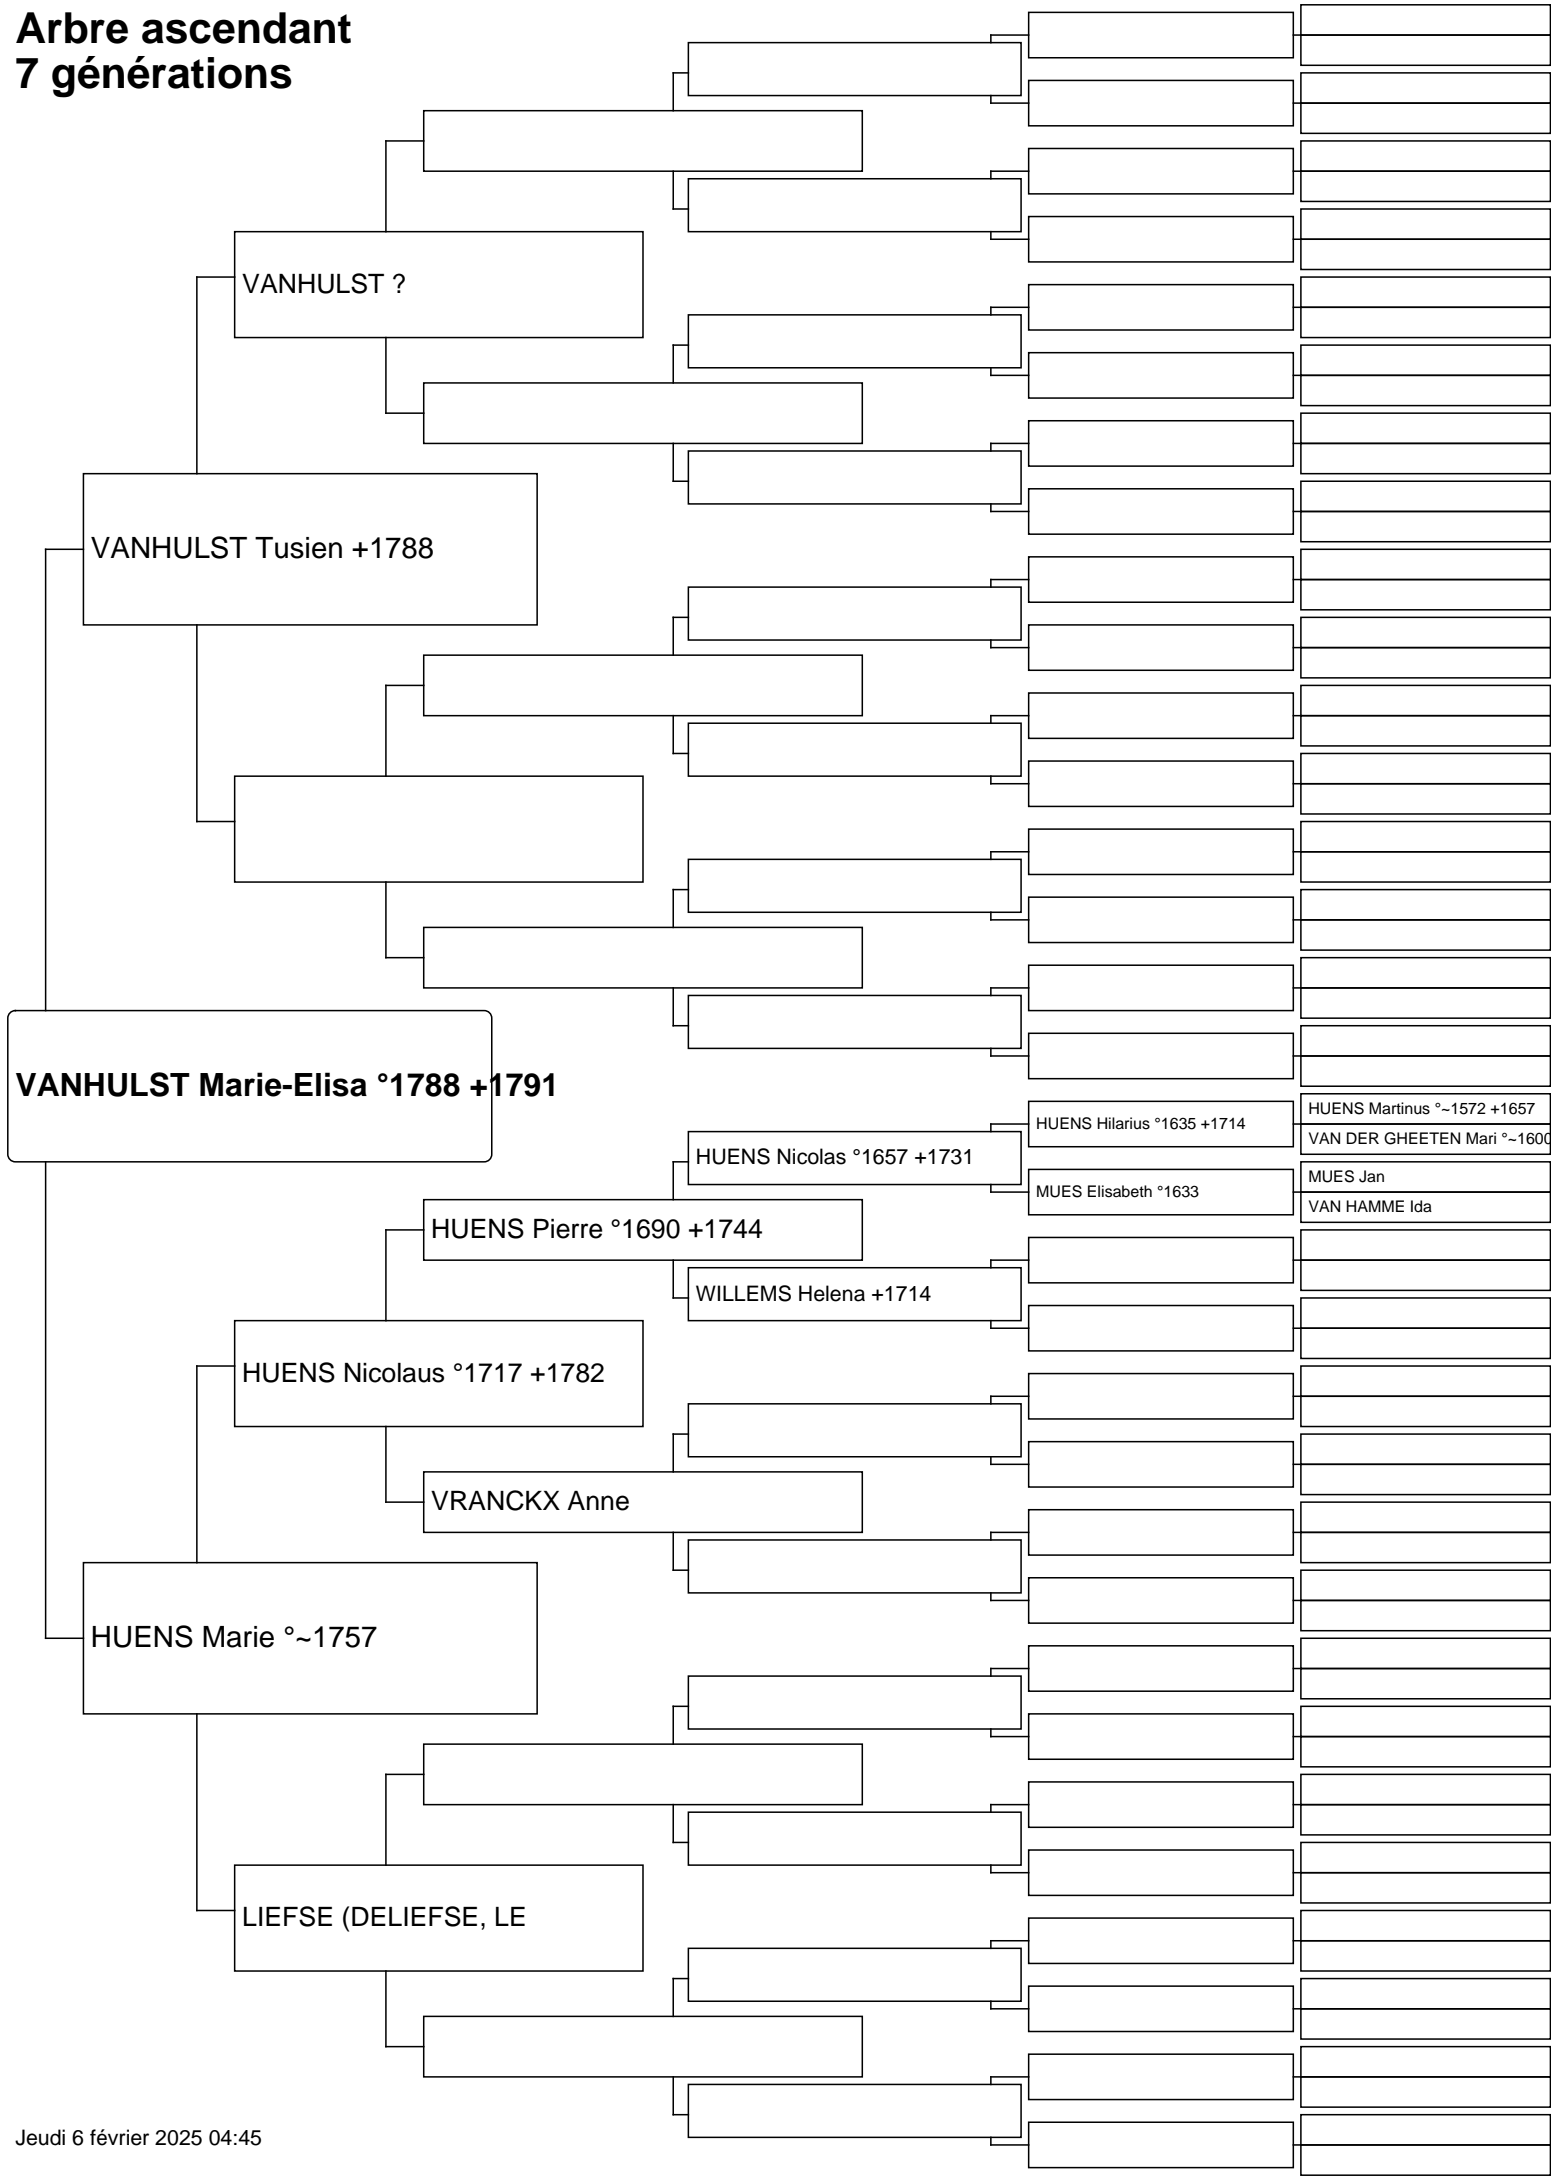 Arbre ascendant
7 générations
VANHULST ?
VANHULST Tusien +1788
VANHULST Marie-Elisa °1788 +1791
HUENS Martinus °~1572 +1657
HUENS Hilarius °1635 +1714
VAN DER GHEETEN Mari °~1600
HUENS Nicolas °1657 +1731
MUES Jan
MUES Elisabeth °1633
VAN HAMME Ida
HUENS Pierre °1690 +1744
WILLEMS Helena +1714
HUENS Nicolaus °1717 +1782
VRANCKX Anne
HUENS Marie °~1757
LIEFSE (DELIEFSE, LE
Jeudi 6 février 2025 04:45